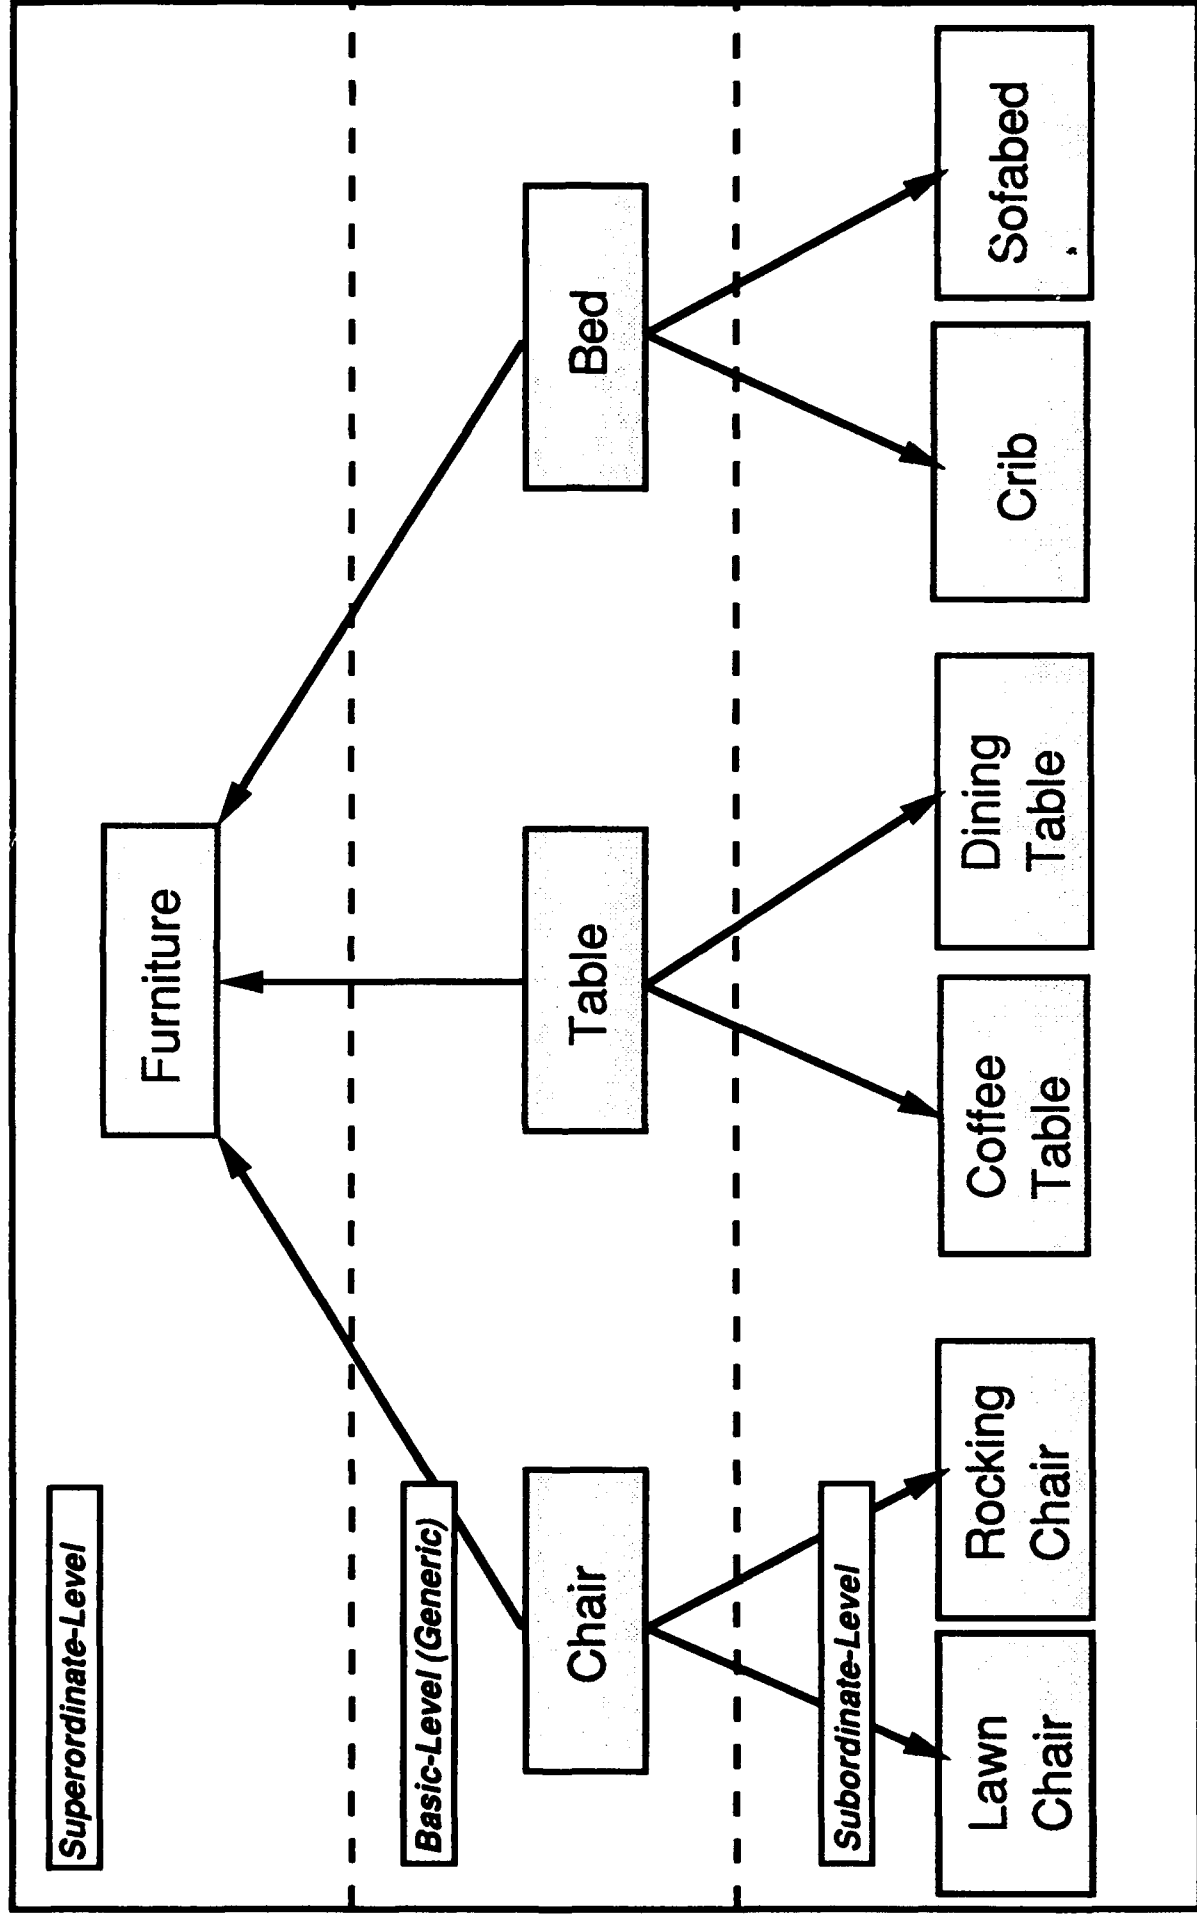 Superordinate-Level
Furniture
Basic-Level (Generic)
Chair
Table
Bed
Subordinate-Level
Lawn
Chair
Rocking
Chair
Coffee
Table
Dining
Table
Crib
Sofabed